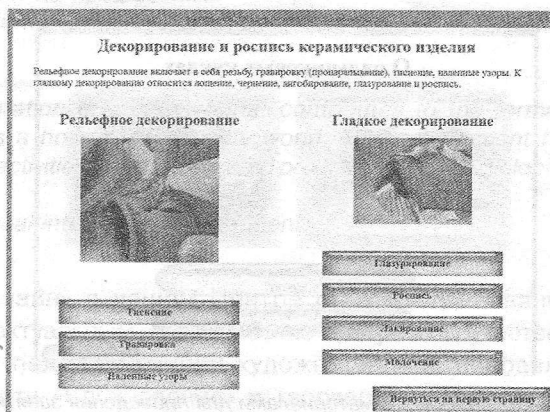 Декорирование и роспись керамического изделия
Рельефное декорирование включает в себя резьбу, гравировку (процарапывание), тиснение, налепные узоры. К
гладкому декорированию относится лощение, чернение, ангобирование, глазурование и роспись.
Рельефное декорирование
Гладкое декорирование
Глазурирование
Роспись
Лакирование
Молочение
Тиснение
Гравировка
Налепные узоры
Вернуться на первую страницу